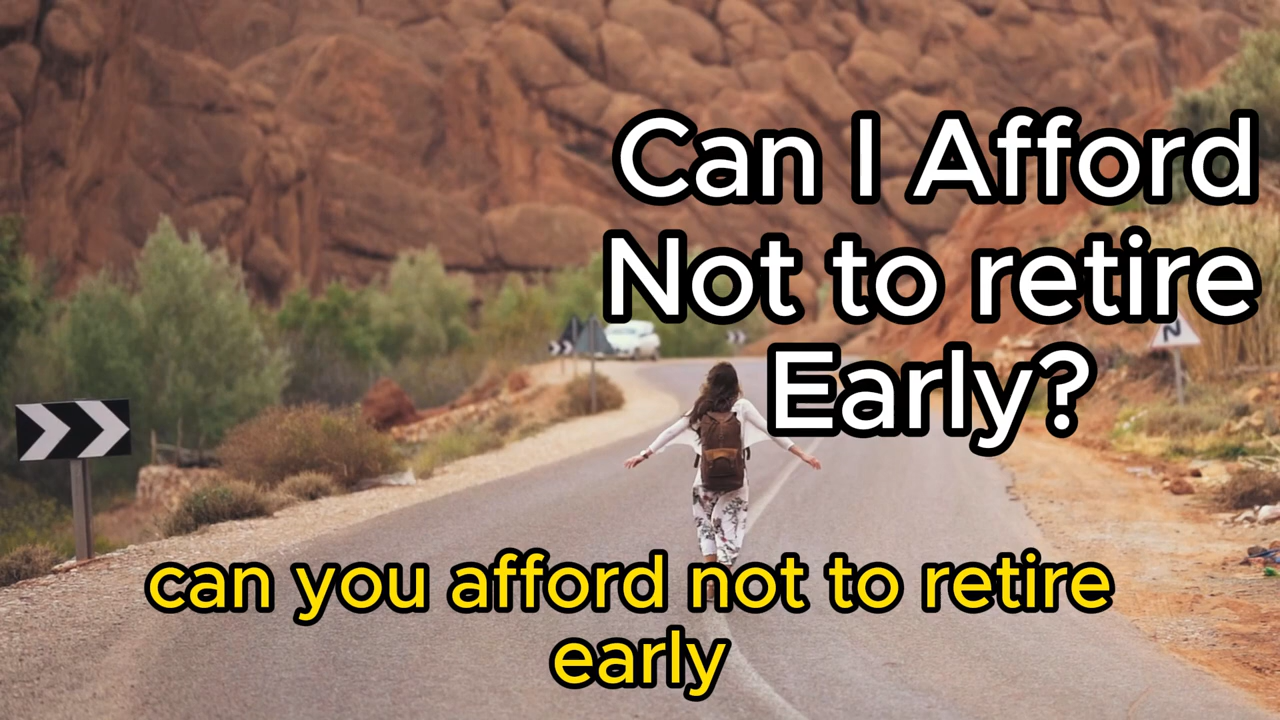 Can I Afford
Not to retire
Early?
can you afford not to retire
early